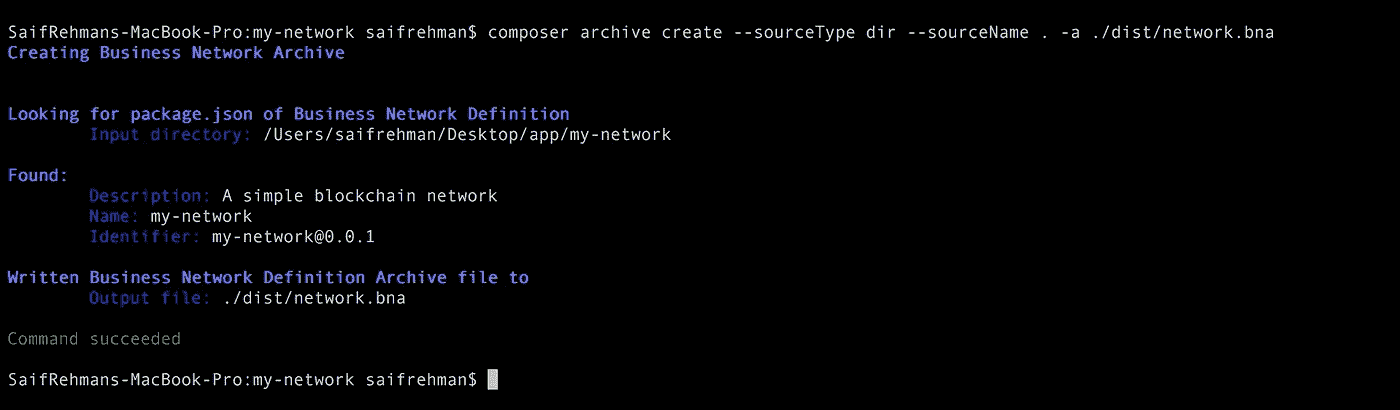 SaifRehmans-MacBook-Pro:my-network saifrehman$ composer archive create --sourceType dir --sourceName . -a ./dist/network.bna
Creating Business Network Archive
Looking for package.json of Business Network Definition
Input directory: /Users/saifrehman/Desktop/app/my-network
Found:
Description: A simple blockchain network
Name: my-network
Identifier: my-network@0.0.1
Written Business Network Definition Archive file to
Output file: ./dist/network.bna
Command succeeded
SaifRehmans-MacBook-Pro:my-network saifrehman$